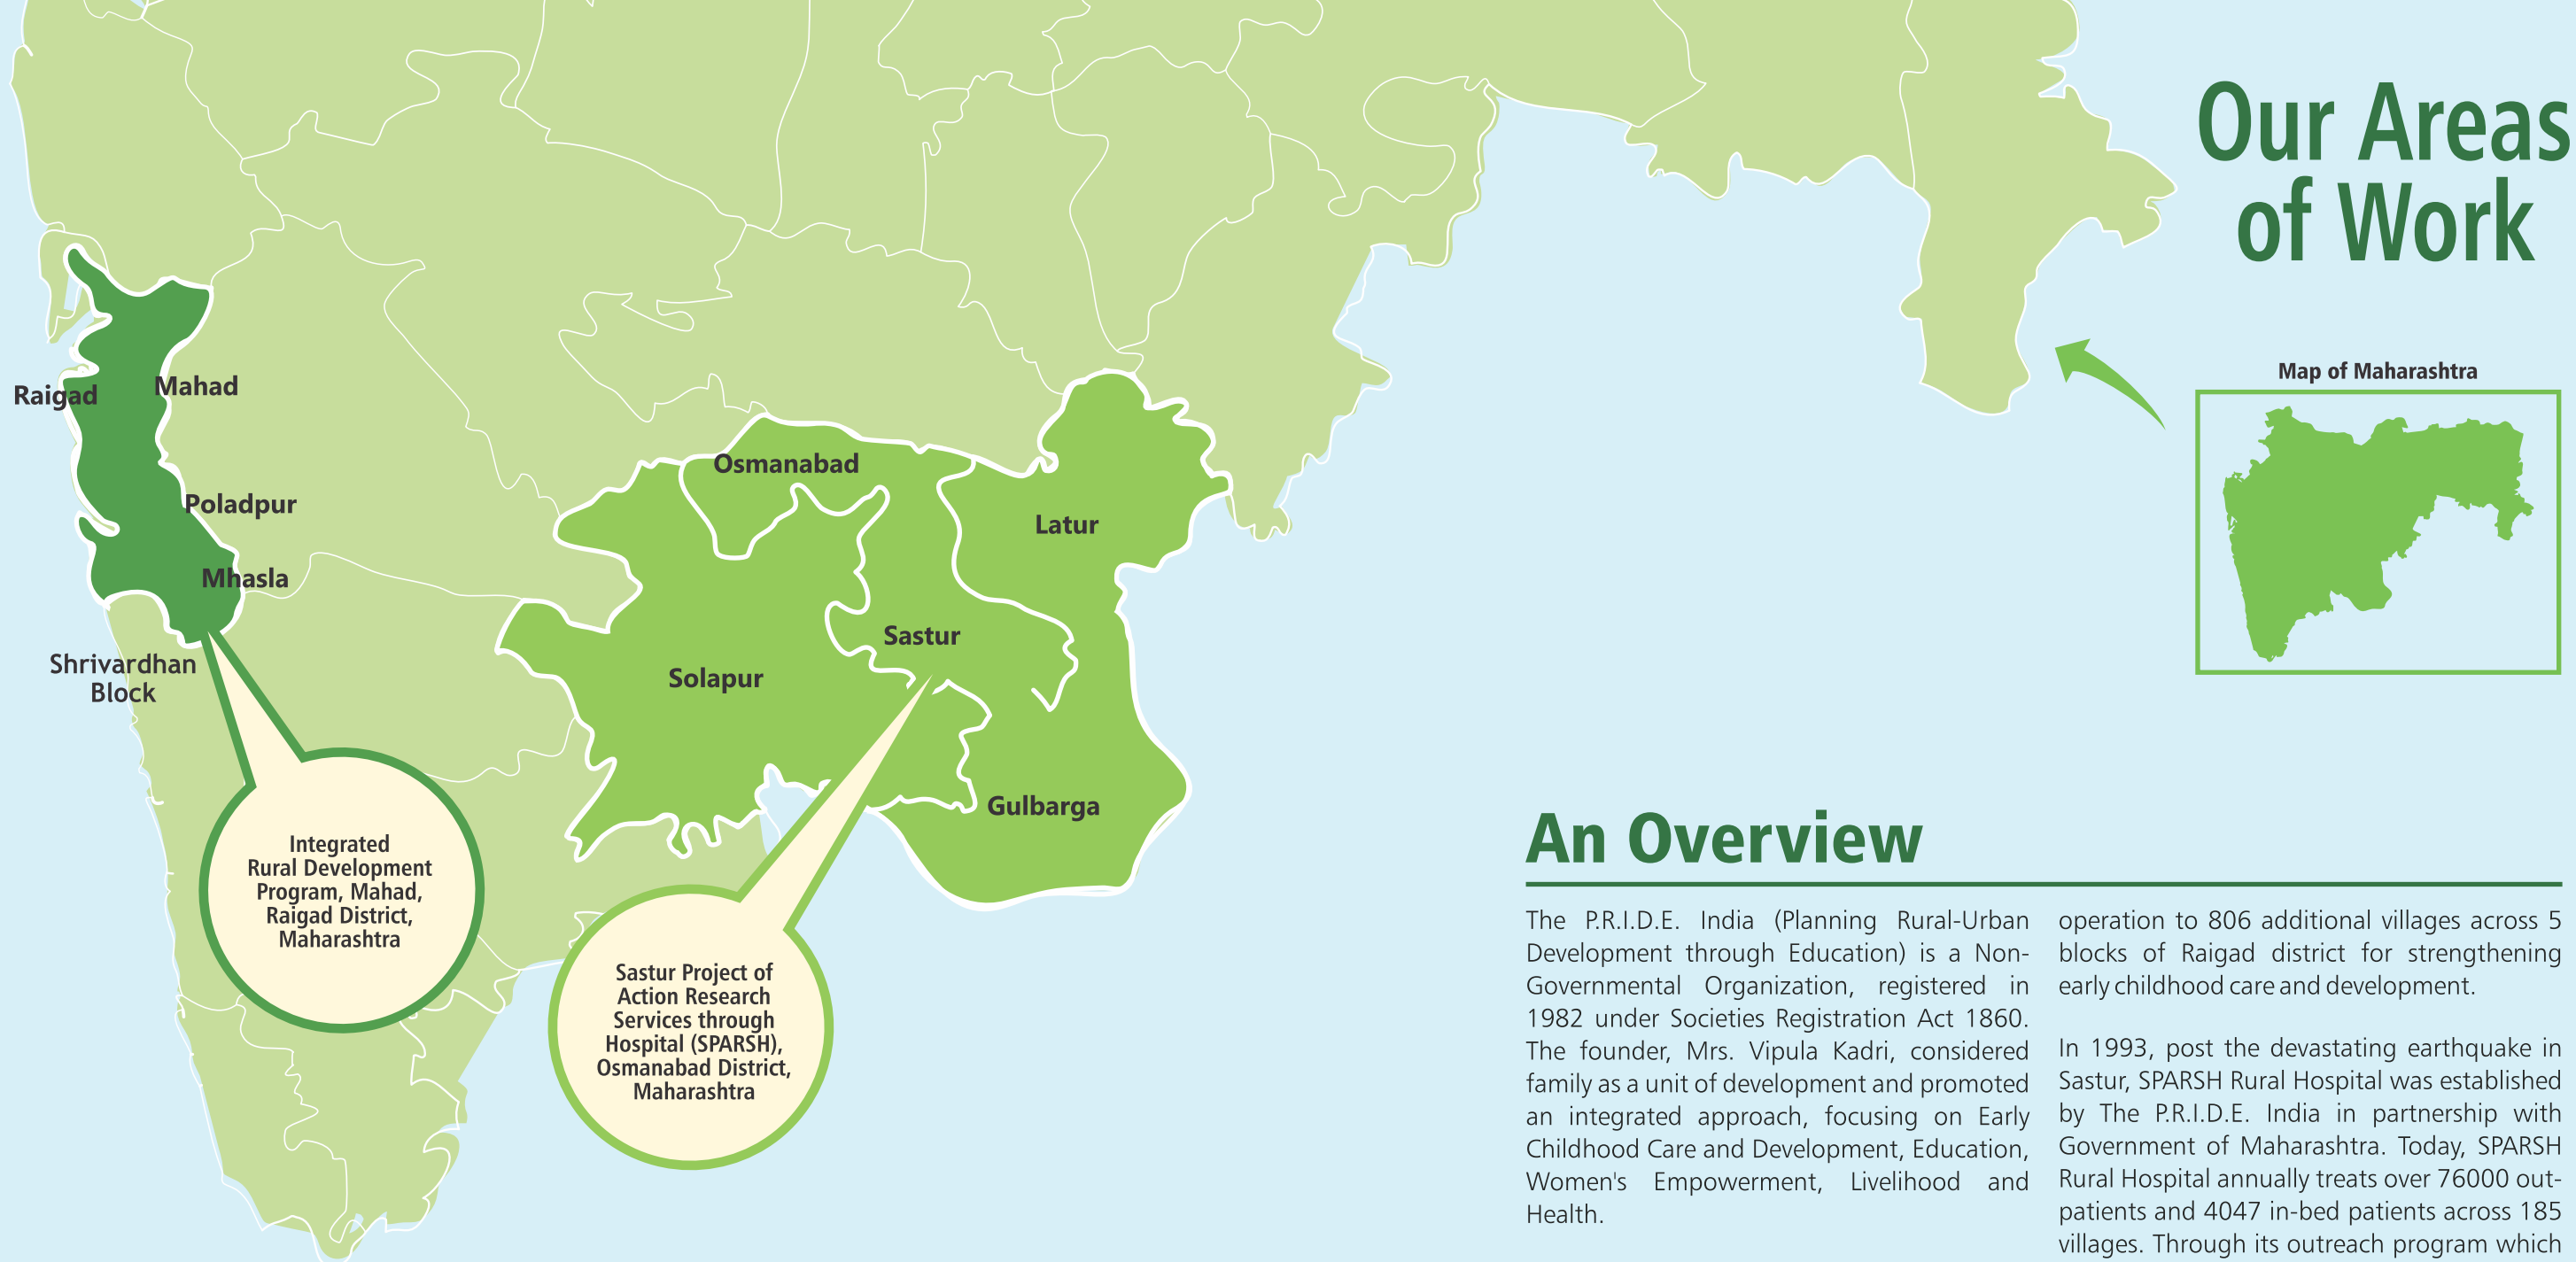 Our Areas
of Work
Map of Maharashtra
Raigad
Mahad
Poladpur
Mhasla
Shrivardhan
Block
Osmanabad
Latur
Sastur
Solapur
Gulbarga
Integrated
Rural Development
Program, Mahad,
Raigad District,
Maharashtra
Sastur Project of
Action Research
Services through
Hospital (SPARSH),
Osmanabad District,
Maharashtra
An Overview
The P.R.I.D.E. India (Planning Rural-Urban
Development through Education) is a Non-
Governmental Organization, registered in
1982 under Societies Registration Act 1860.
The founder, Mrs. Vipula Kadri, considered
family as a unit of development and promoted
an integrated approach, focusing on Early
Childhood Care and Development, Education,
Women's Empowerment, Livelihood and
Health.
operation to 806 additional villages across 5
blocks of Raigad district for strengthening
early childhood care and development.
In 1993, post the devastating earthquake in
Sastur, SPARSH Rural Hospital was established
by The P.R.I.D.E. India in partnership with
Government of Maharashtra. Today, SPARSH
Rural Hospital annually treats over 76000 out-
patients and 4047 in-bed patients across 185
villages. Through its outreach program which